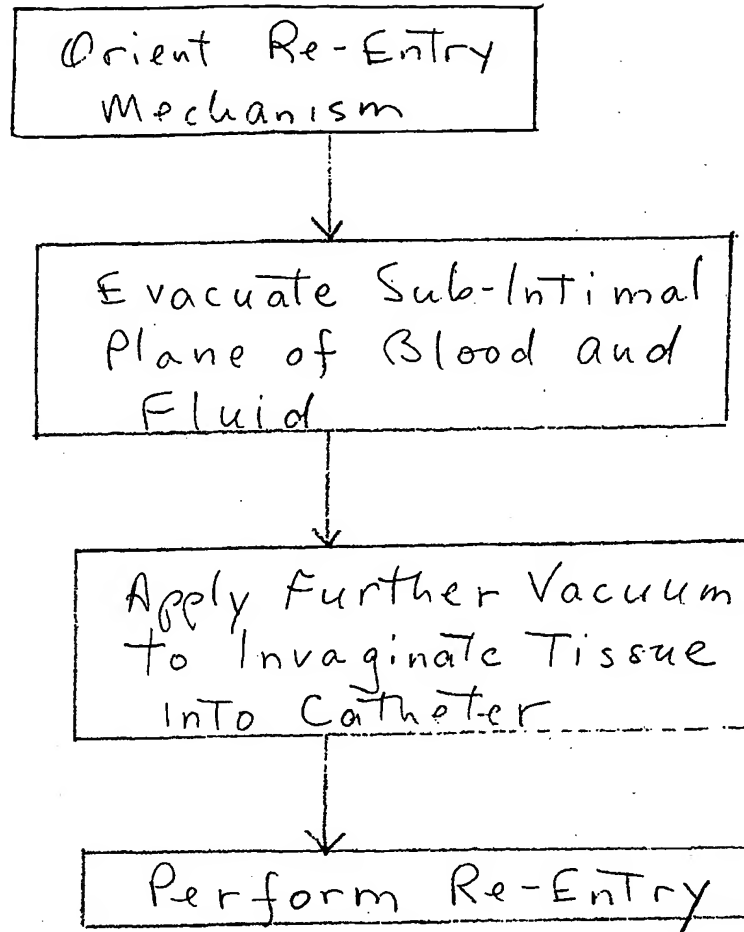 Orient Re-Entry
Mechanism
Evacuate Sub-Intimal
Plane of Blood and
Fluid
Apply Further Vacuum
to Invaginate Tissue
Into Catheter
Perform Re-Entry